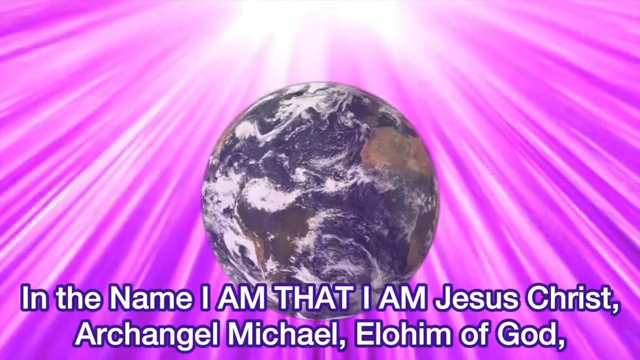 In the Name I AM THAT I AM Jesus Christ,
Archangel Michael, Elohim of God,